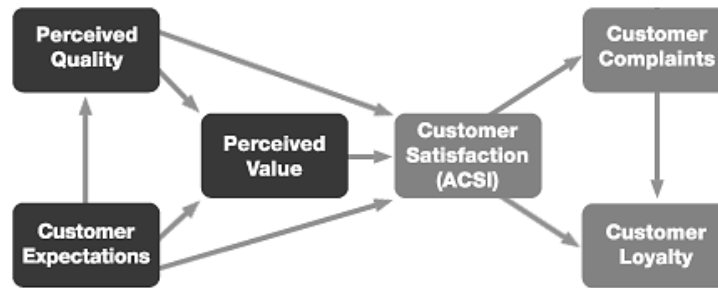 Perceived
Quality
Customer
Complaints
Perceived
Value
Customer
Satisfaction
(ACSI)
Customer
Expectations
Customer
Loyalty